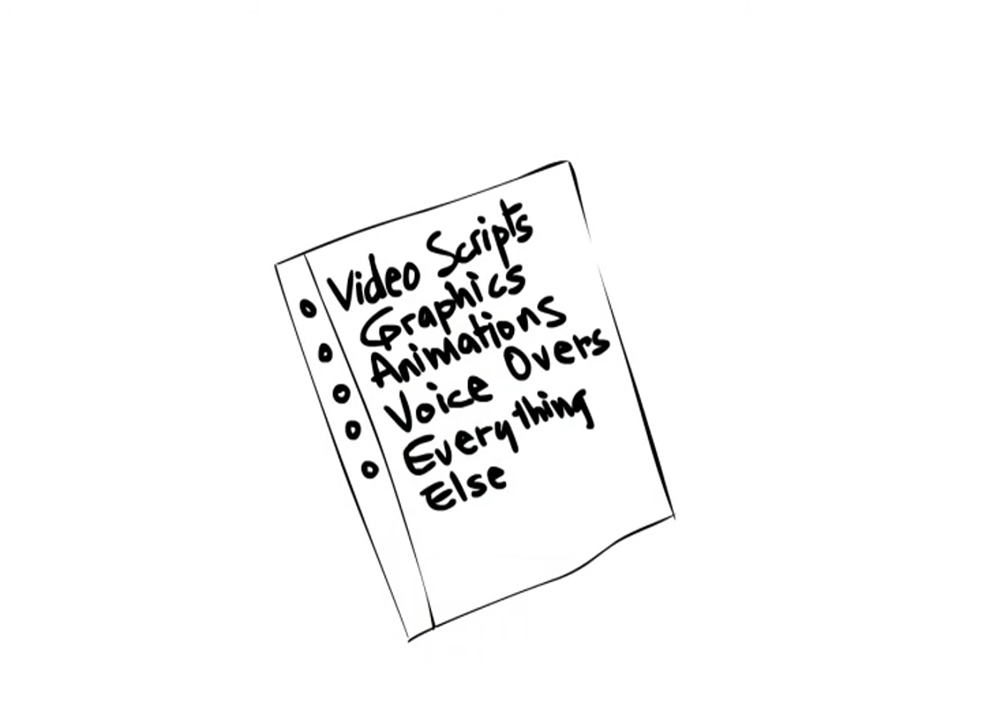 Video Scripts
Graphics
Animations
Voice Overs
Everything
Else